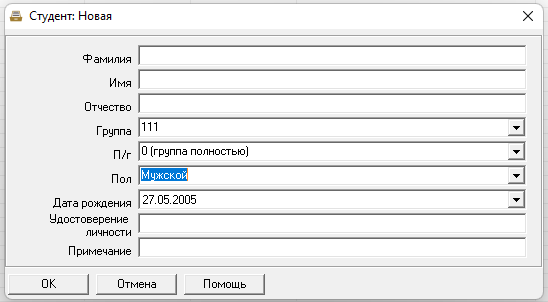 Студент: Новая
Фамилия
Имя
Отчество
Группа 111
П/г 0 (группа полностью)
Пол Мужской
Дата рождения 27.05.2005
Удостоверение
личности
Примечание
OK Отмена Помощь